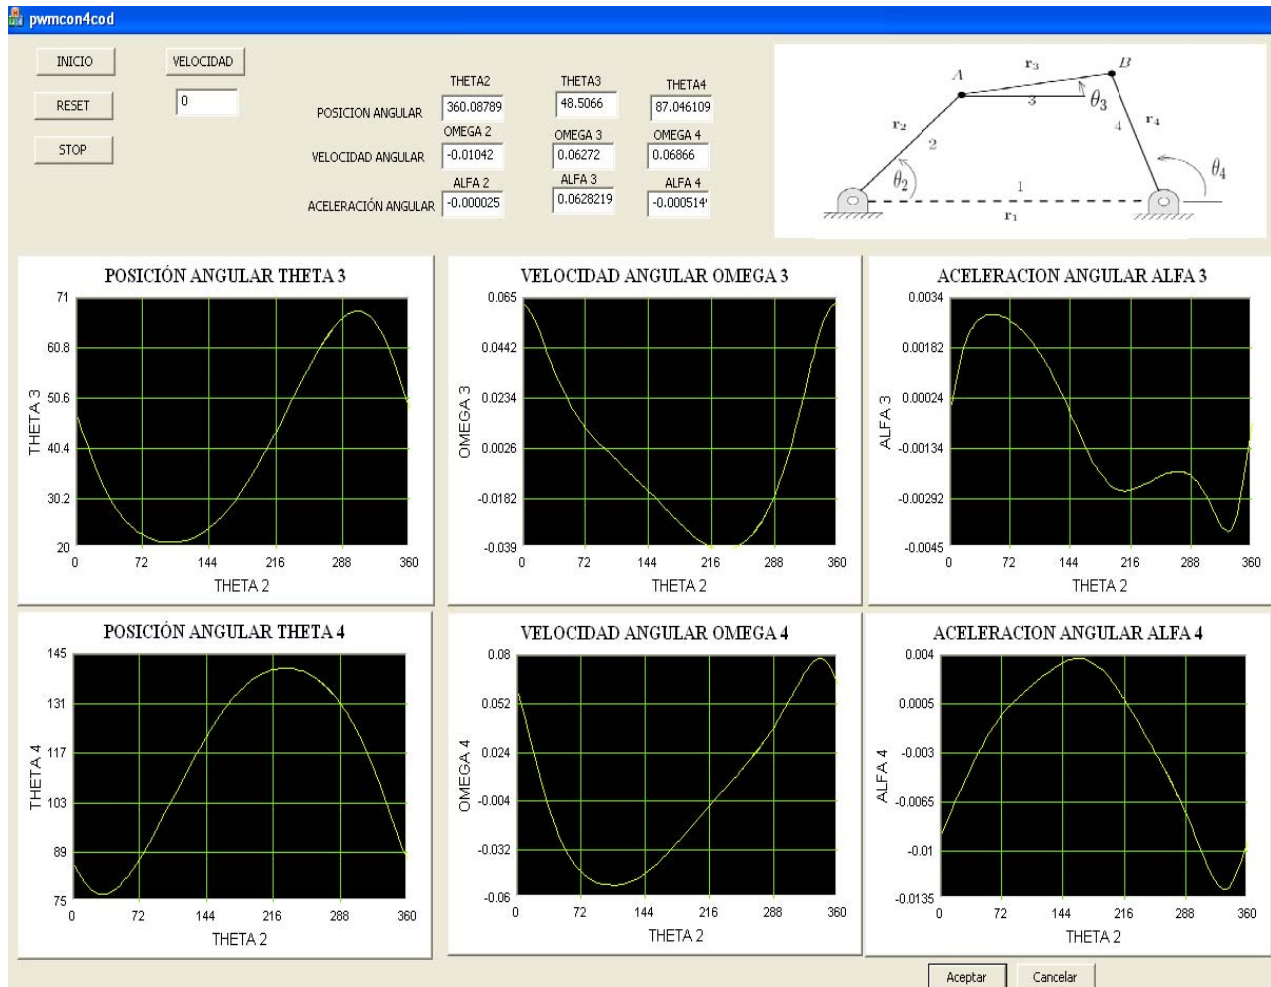 pwmcon4cod
INICIO
VELOCIDAD
RESET
0
STOP
THETA2 THETA3 THETA4
POSICION ANGULAR 360.08789 48.5066 87.046109
OMEGA 2 OMEGA 3 OMEGA 4
VELOCIDAD ANGULAR -0.01042 0.06272 0.06866
ALFA 2 ALFA 3 ALFA 4
ACELERACIÓN ANGULAR -0.000025 0.0628219 -0.000514
A
r₃
B
3
θ₃
r₂
2
4
r₄
θ₂
1
θ₄
r₁
POSICIÓN ANGULAR THETA 3
71
60.8
50.6
40.4
30.2
20
THETA 3
0 72 144 216 288 360
THETA 2
VELOCIDAD ANGULAR OMEGA 3
0.065
0.0442
0.0234
0.0026
-0.0182
-0.039
OMEGA 3
0 72 144 216 288 360
THETA 2
ACELERACION ANGULAR ALFA 3
0.0034
0.00182
0.00024
-0.00134
-0.00292
-0.0045
ALFA 3
0 72 144 216 288 360
THETA 2
POSICIÓN ANGULAR THETA 4
145
131
117
103
89
75
THETA 4
0 72 144 216 288 360
THETA 2
VELOCIDAD ANGULAR OMEGA 4
0.08
0.052
0.024
-0.004
-0.032
-0.06
OMEGA 4
0 72 144 216 288 360
THETA 2
ACELERACION ANGULAR ALFA 4
0.004
0.0005
-0.003
-0.0065
-0.01
-0.0135
ALFA 4
0 72 144 216 288 360
THETA 2
Aceptar
Cancelar